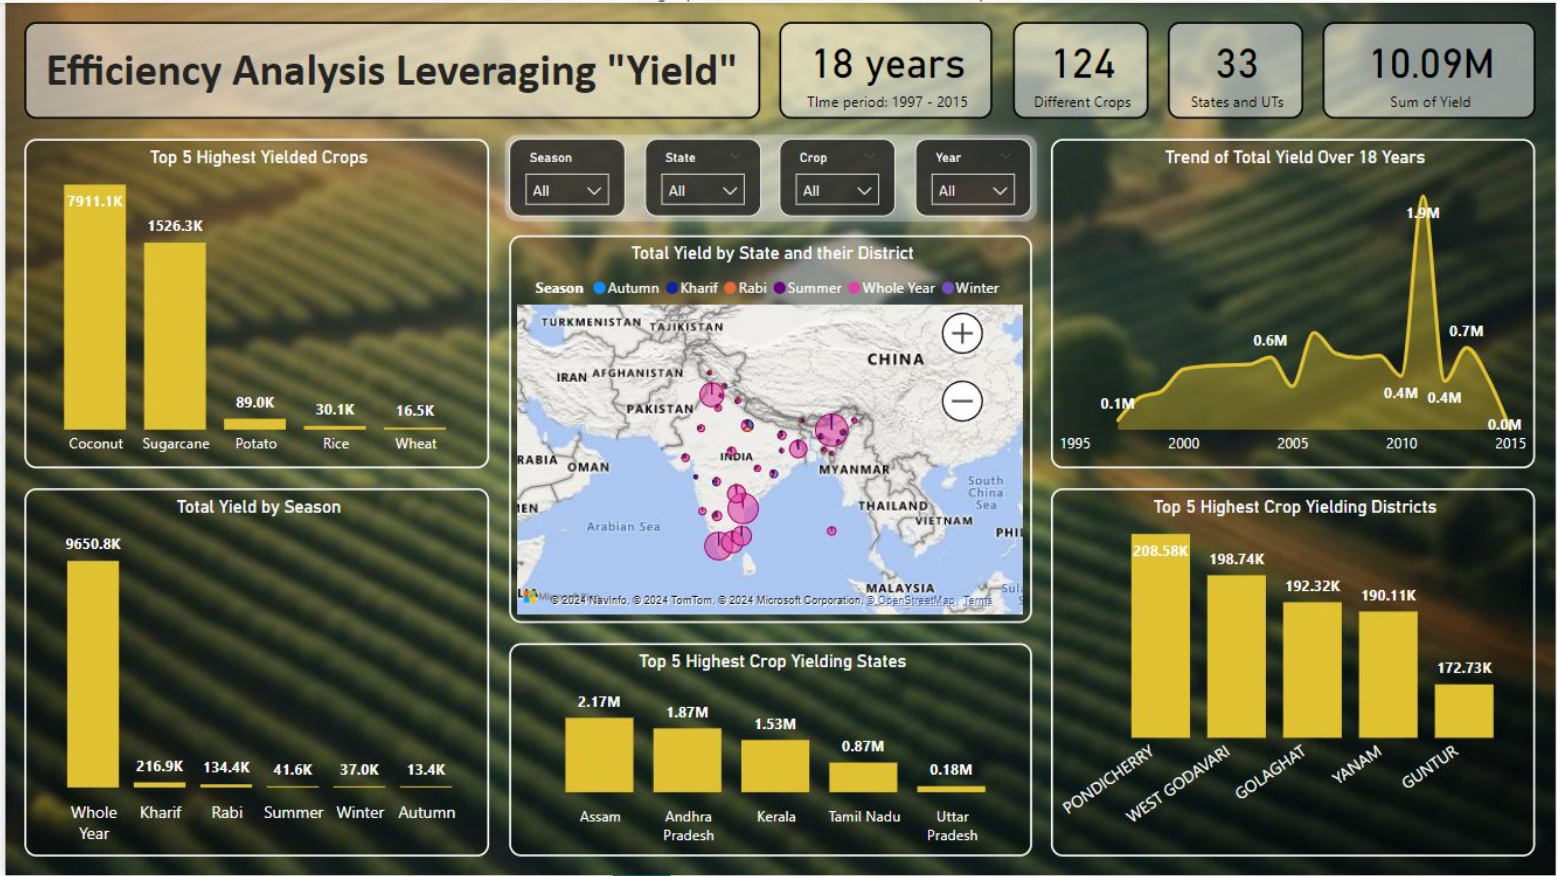 Efficiency Analysis Leveraging "Yield"
18 years
TIme period: 1997 - 2015
124
Different Crops
33
States and UTs
10.09M
Sum of Yield
Top 5 Highest Yielded Crops
7911.1K
1526.3K
89.0K
30.1K
16.5K
Coconut Sugarcane Potato Rice Wheat
Season
All
State
All
Crop
All
Year
All
Trend of Total Yield Over 18 Years
1.9M
0.6M
0.7M
0.1M
0.4M
0.4M
0.0M
1995 2000 2005 2010 2015
Total Yield by State and their District
Season Autumn Kharif Rabi Summer Whole Year Winter
TURKMENISTAN
TAJIKISTAN
CHINA
IRAN
AFGHANISTAN
PAKISTAN
RABIA
OMAN
INDIA
MYANMAR
THAILAND
VIETNAM
South
China
Sea
PHI
EN
Arabian Sea
MALAYSIA
Sul
© 2024 NavInfo, © 2024 TomTom, © 2024 Microsoft Corporation, © OpenStreetMap Terms
Total Yield by Season
9650.8K
216.9K
134.4K
41.6K
37.0K
13.4K
Whole
Year
Kharif
Rabi
Summer
Winter
Autumn
Top 5 Highest Crop Yielding States
2.17M
1.87M
1.53M
0.87M
0.18M
Assam
Andhra
Pradesh
Kerala
Tamil Nadu
Uttar
Pradesh
Top 5 Highest Crop Yielding Districts
208.58K
198.74K
192.32K
190.11K
172.73K
PONDICHERRY
WEST GODAVARI
GOLAGHAT
YANAM
GUNTUR